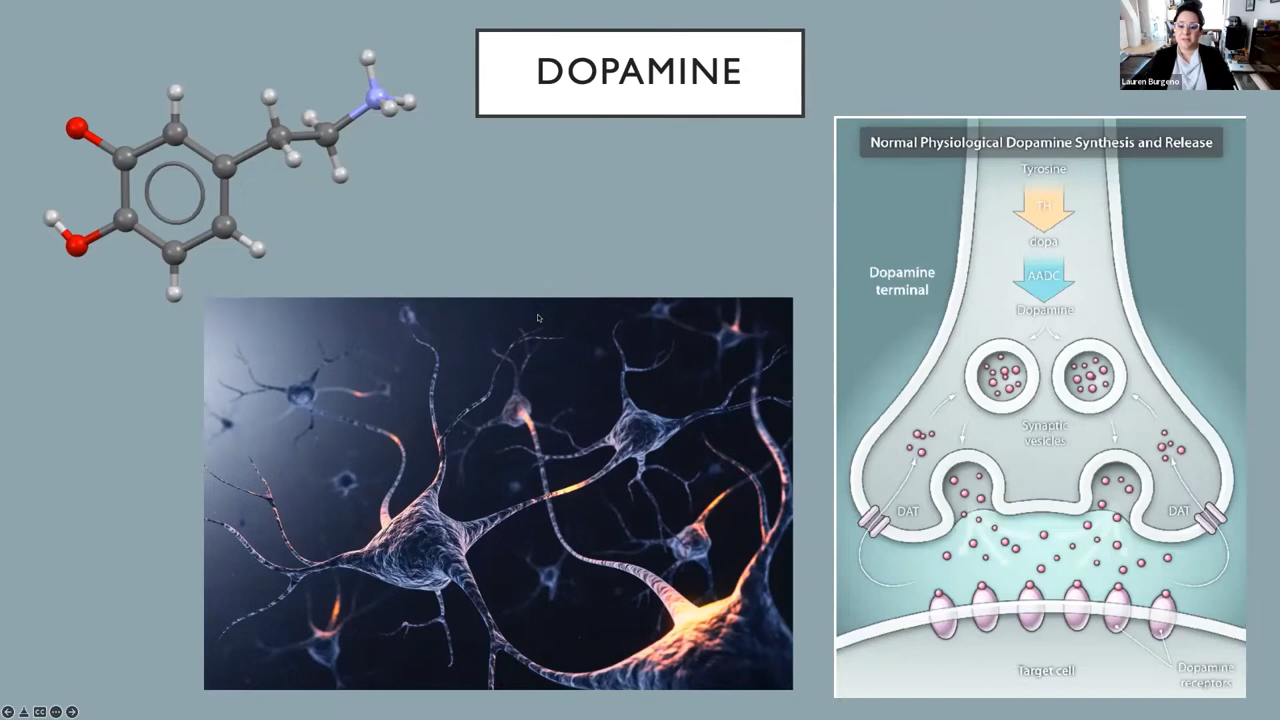 DOPAMINE
Lauren Burgeno
Normal Physiological Dopamine Synthesis and Release
Tyrosine
TH
dopa
Dopamine
terminal
AADC
Dopamine
Synaptic
vesicles
DAT
DAT
Target cell
Dopamine
receptors
CC